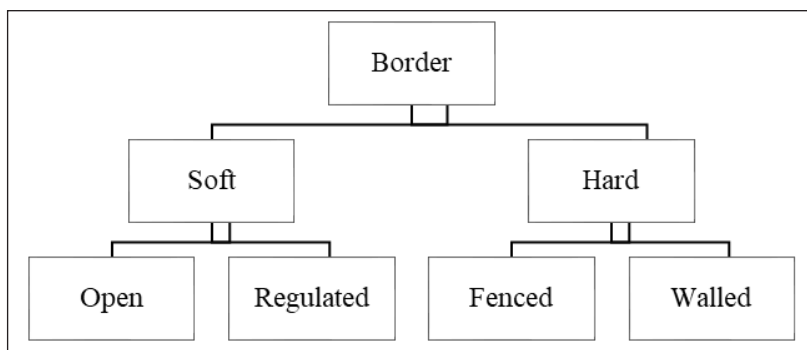 Border
Soft
Hard
Open
Regulated
Fenced
Walled